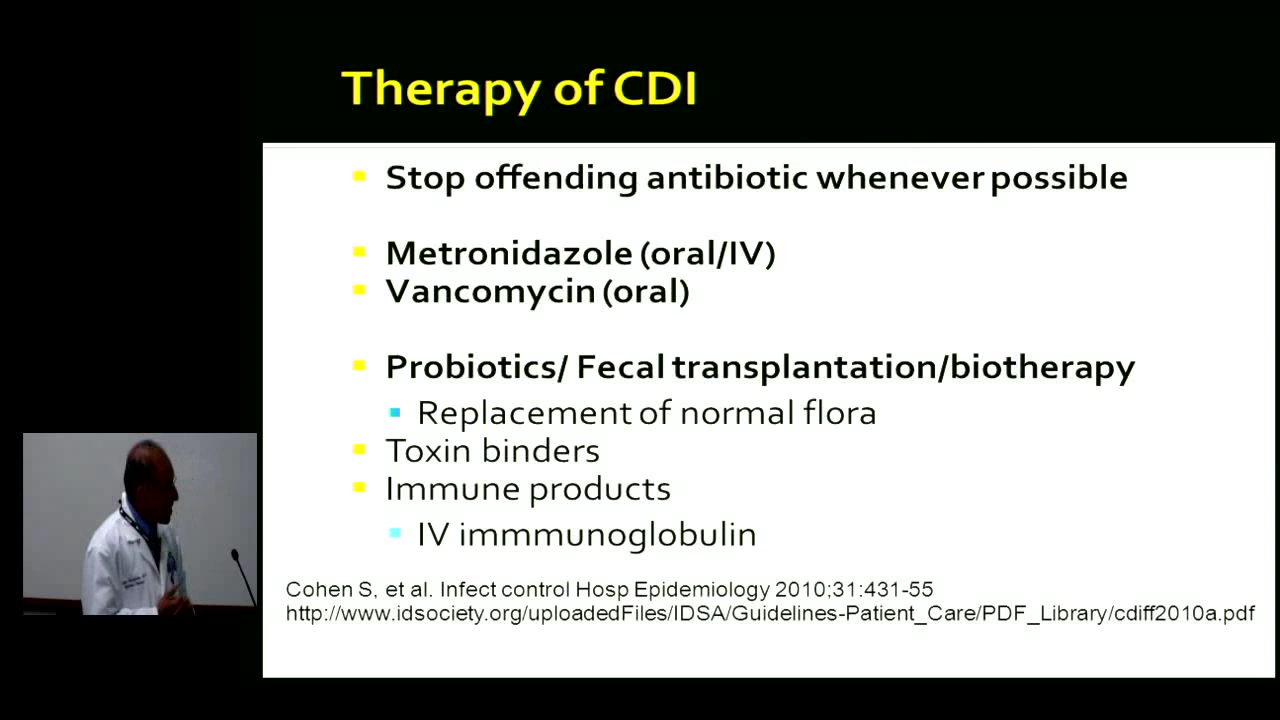 Therapy of CDI
Stop offending antibiotic whenever possible
Metronidazole (oral/IV)
Vancomycin (oral)
Probiotics/ Fecal transplantation/biotherapy
Replacement of normal flora
Toxin binders
Immune products
IV immmunoglobulin
Cohen S, et al. Infect control Hosp Epidemiology 2010;31:431-55
http://www.idsociety.org/uploadedFiles/IDSA/Guidelines-Patient_Care/PDF_Library/cdiff2010a.pdf